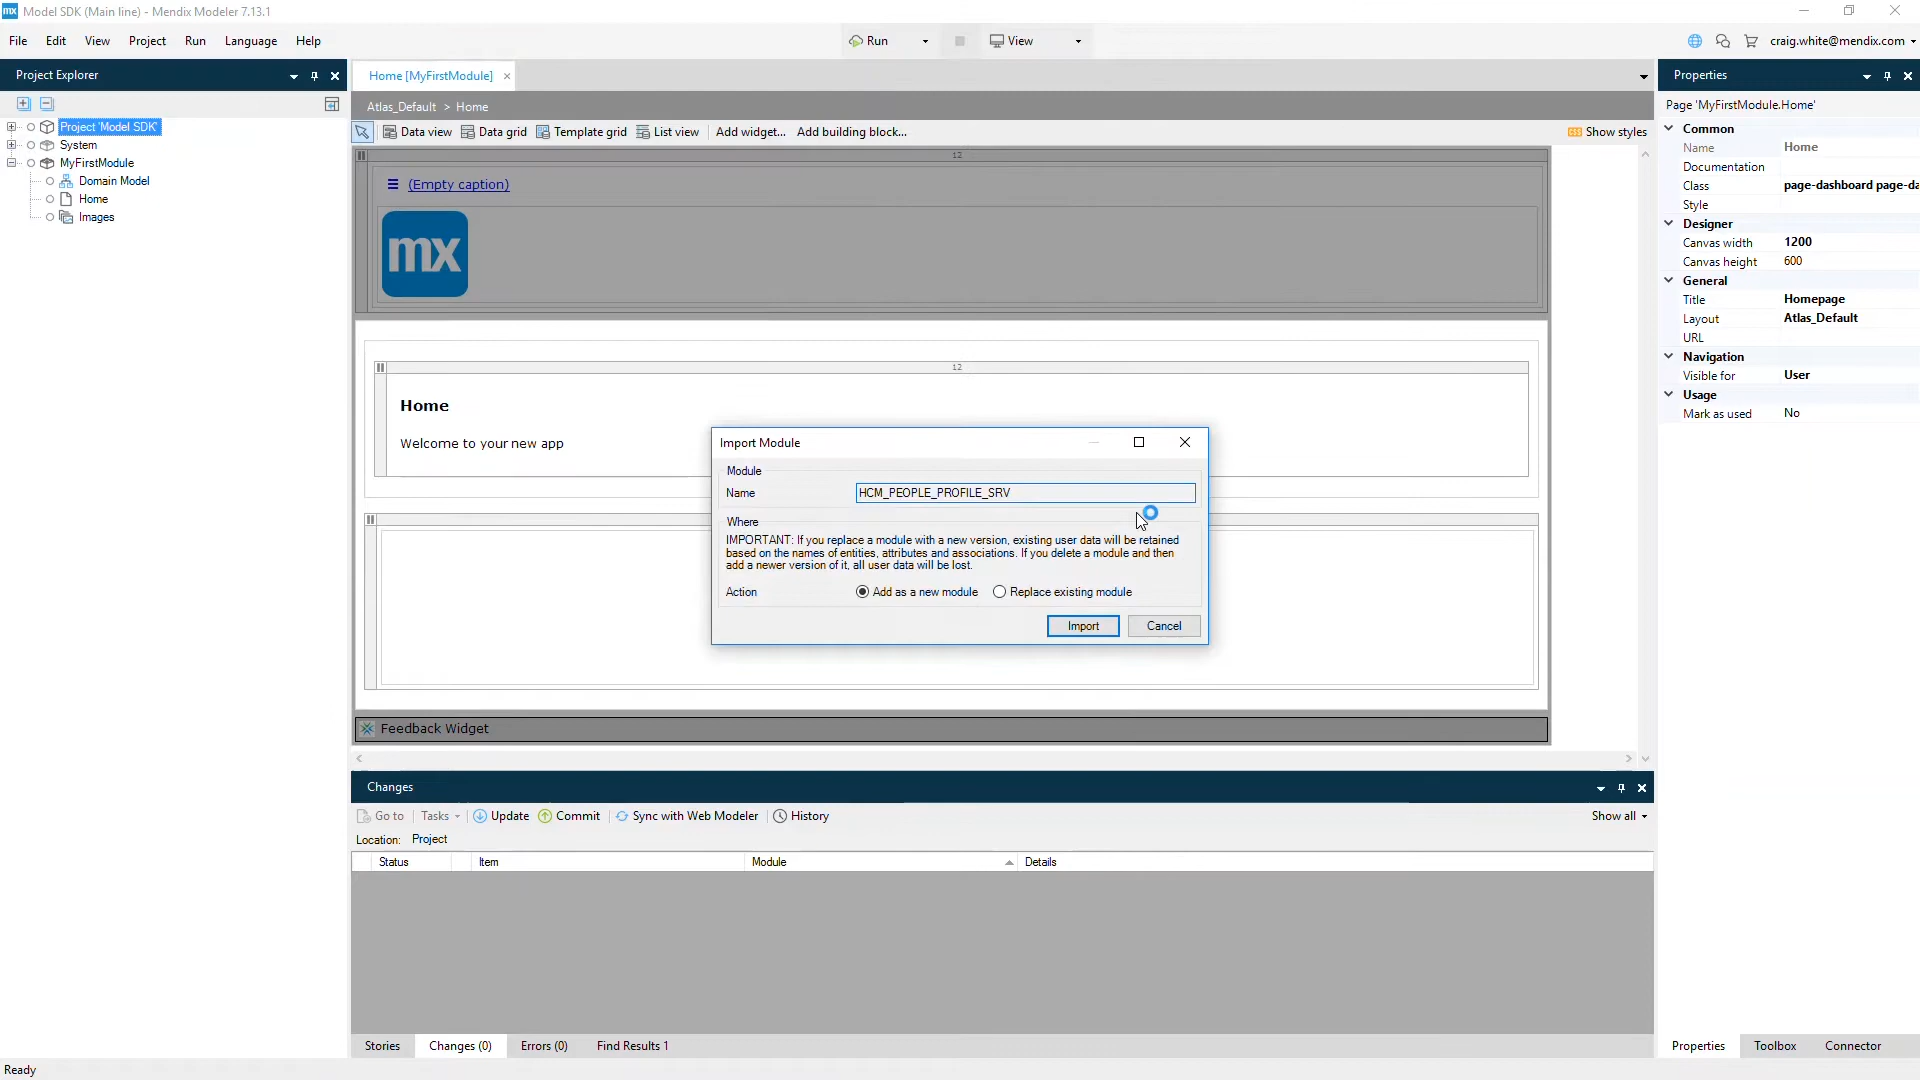 mx Model SDK (Main line) - Mendix Modeler 7.13.1
File Edit View Project Run Language Help
Run View
craig.white@mendix.com
Project Explorer
Project 'Model SDK'
System
MyFirstModule
Domain Model
Home
Images
Home [MyFirstModule]
Atlas_Default > Home
Data view Data grid Template grid List view Add widget... Add building block... Show styles
12
(Empty caption)
mx
12
Home
Welcome to your new app
Feedback Widget
Import Module
Module
Name HCM_PEOPLE_PROFILE_SRV
Where
IMPORTANT: If you replace a module with a new version, existing user data will be retained
based on the names of entities, attributes and associations. If you delete a module and then
add a newer version of it, all user data will be lost.
Action Add as a new module Replace existing module
Import Cancel
Changes
Go to Tasks Update Commit Sync with Web Modeler History Show all
Location: Project
Status Item Module Details
Stories Changes (0) Errors (0) Find Results 1
Properties
Page 'MyFirstModule.Home'
Common
Name Home
Documentation
Class page-dashboard page-da
Style
Designer
Canvas width 1200
Canvas height 600
General
Title Homepage
Layout Atlas_Default
URL
Navigation
Visible for User
Usage
Mark as used No
Properties Toolbox Connector
Ready